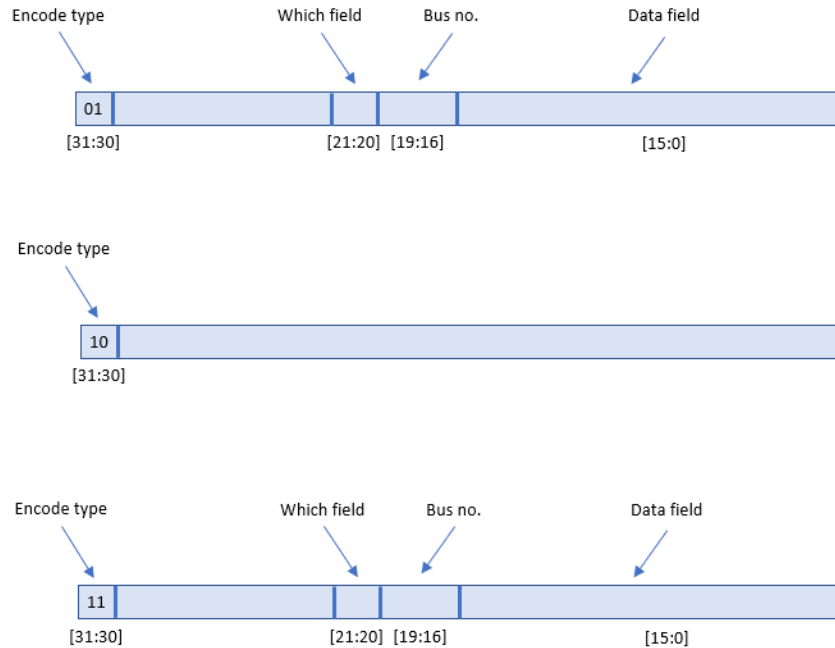 Encode type Which field Bus no. Data field
01
[31:30] [21:20] [19:16] [15:0]
Encode type
10
[31:30]
Encode type Which field Bus no. Data field
11
[31:30] [21:20] [19:16] [15:0]